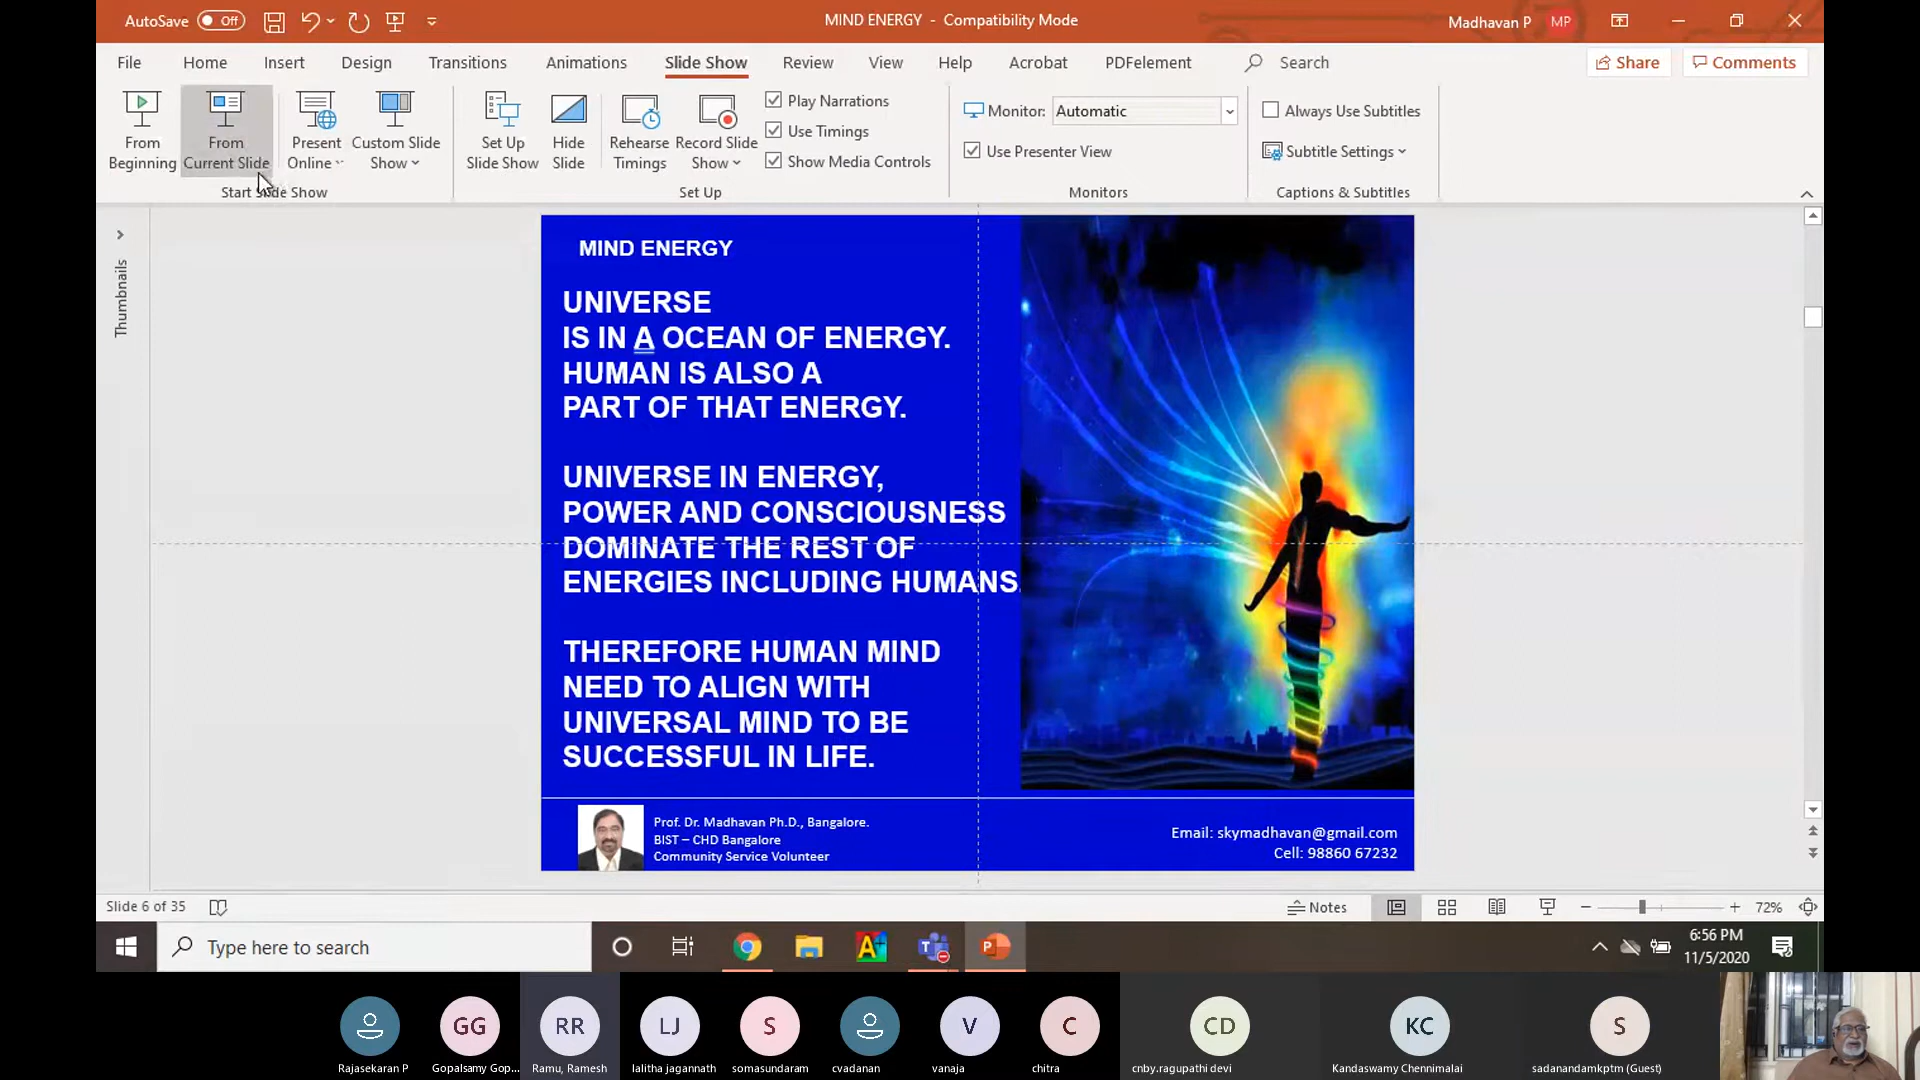 AutoSave Off
MIND ENERGY - Compatibility Mode
Madhavan P MP
File Home Insert Design Transitions Animations Slide Show Review View Help Acrobat PDFelement Search Share Comments
From Beginning
From Current Slide
Present Online
Custom Slide Show
Start Slide Show
Set Up Slide Show
Hide Slide
Rehearse Timings
Record Slide Show
Play Narrations
Use Timings
Show Media Controls
Set Up
Monitor: Automatic
Use Presenter View
Monitors
Always Use Subtitles
Subtitle Settings
Captions & Subtitles
Thumbnails
MIND ENERGY
UNIVERSE
IS IN A OCEAN OF ENERGY.
HUMAN IS ALSO A
PART OF THAT ENERGY.
UNIVERSE IN ENERGY,
POWER AND CONSCIOUSNESS
DOMINATE THE REST OF
ENERGIES INCLUDING HUMANS.
THEREFORE HUMAN MIND
NEED TO ALIGN WITH
UNIVERSAL MIND TO BE
SUCCESSFUL IN LIFE.
Prof. Dr. Madhavan Ph.D., Bangalore.
BIST – CHD Bangalore
Community Service Volunteer
Email: skymadhavan@gmail.com
Cell: 98860 67232
Slide 6 of 35
Notes
72%
Type here to search
6:56 PM
11/5/2020
GG RR LJ S V C CD KC S
Rajasekaran P
Gopalsamy Gop...
Ramu, Ramesh
lalitha jagannath
somasundaram
cvadanan
vanaja
chitra
cnby.ragupathi devi
Kandaswamy Chennimalai
sadanandamkptm (Guest)